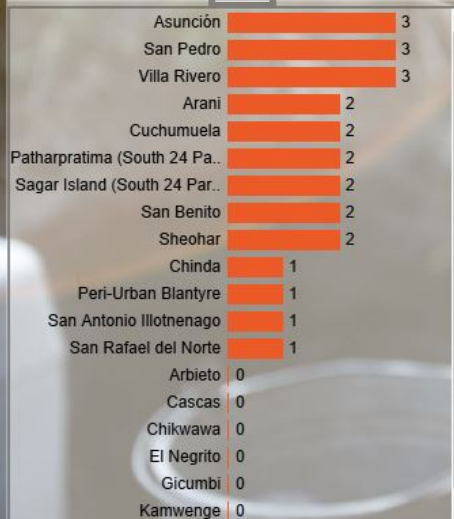 Asunción 3
San Pedro 3
Villa Rivero 3
Arani 2
Cuchumuela 2
Patharpratima (South 24 Pa.. 2
Sagar Island (South 24 Par.. 2
San Benito 2
Sheohar 2
Chinda 1
Peri-Urban Blantyre 1
San Antonio Illotnenago 1
San Rafael del Norte 1
Arbieto 0
Cascas 0
Chikwawa 0
El Negrito 0
Gicumbi 0
Kamwenge 0